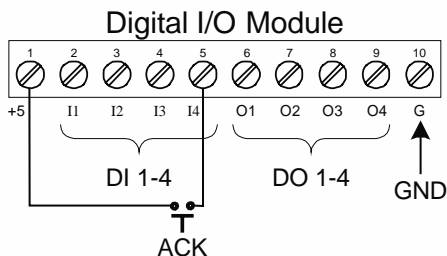 Digital I/O Module
1 2 3 4 5 6 7 8 9 10
+5 I1 I2 I3 I4 O1 O2 O3 O4 G
DI 1-4 DO 1-4
GND
ACK